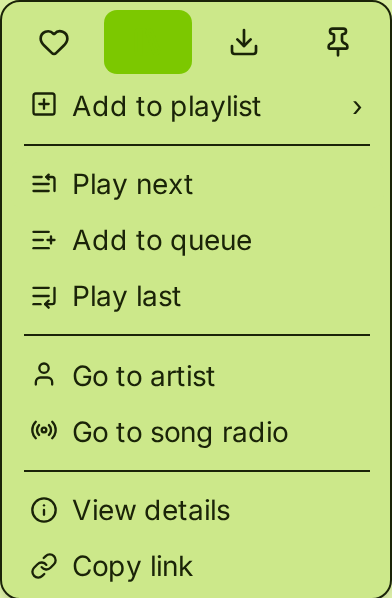 Add to playlist
Play next
Add to queue
Play last
Go to artist
Go to song radio
View details
Copy link